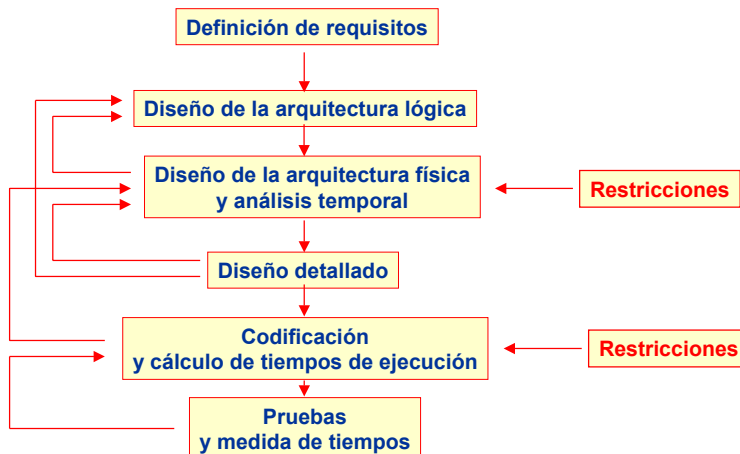 Definición de requisitos
Diseño de la arquitectura lógica
Diseño de la arquitectura física
y análisis temporal
Restricciones
Diseño detallado
Codificación
y cálculo de tiempos de ejecución
Restricciones
Pruebas
y medida de tiempos